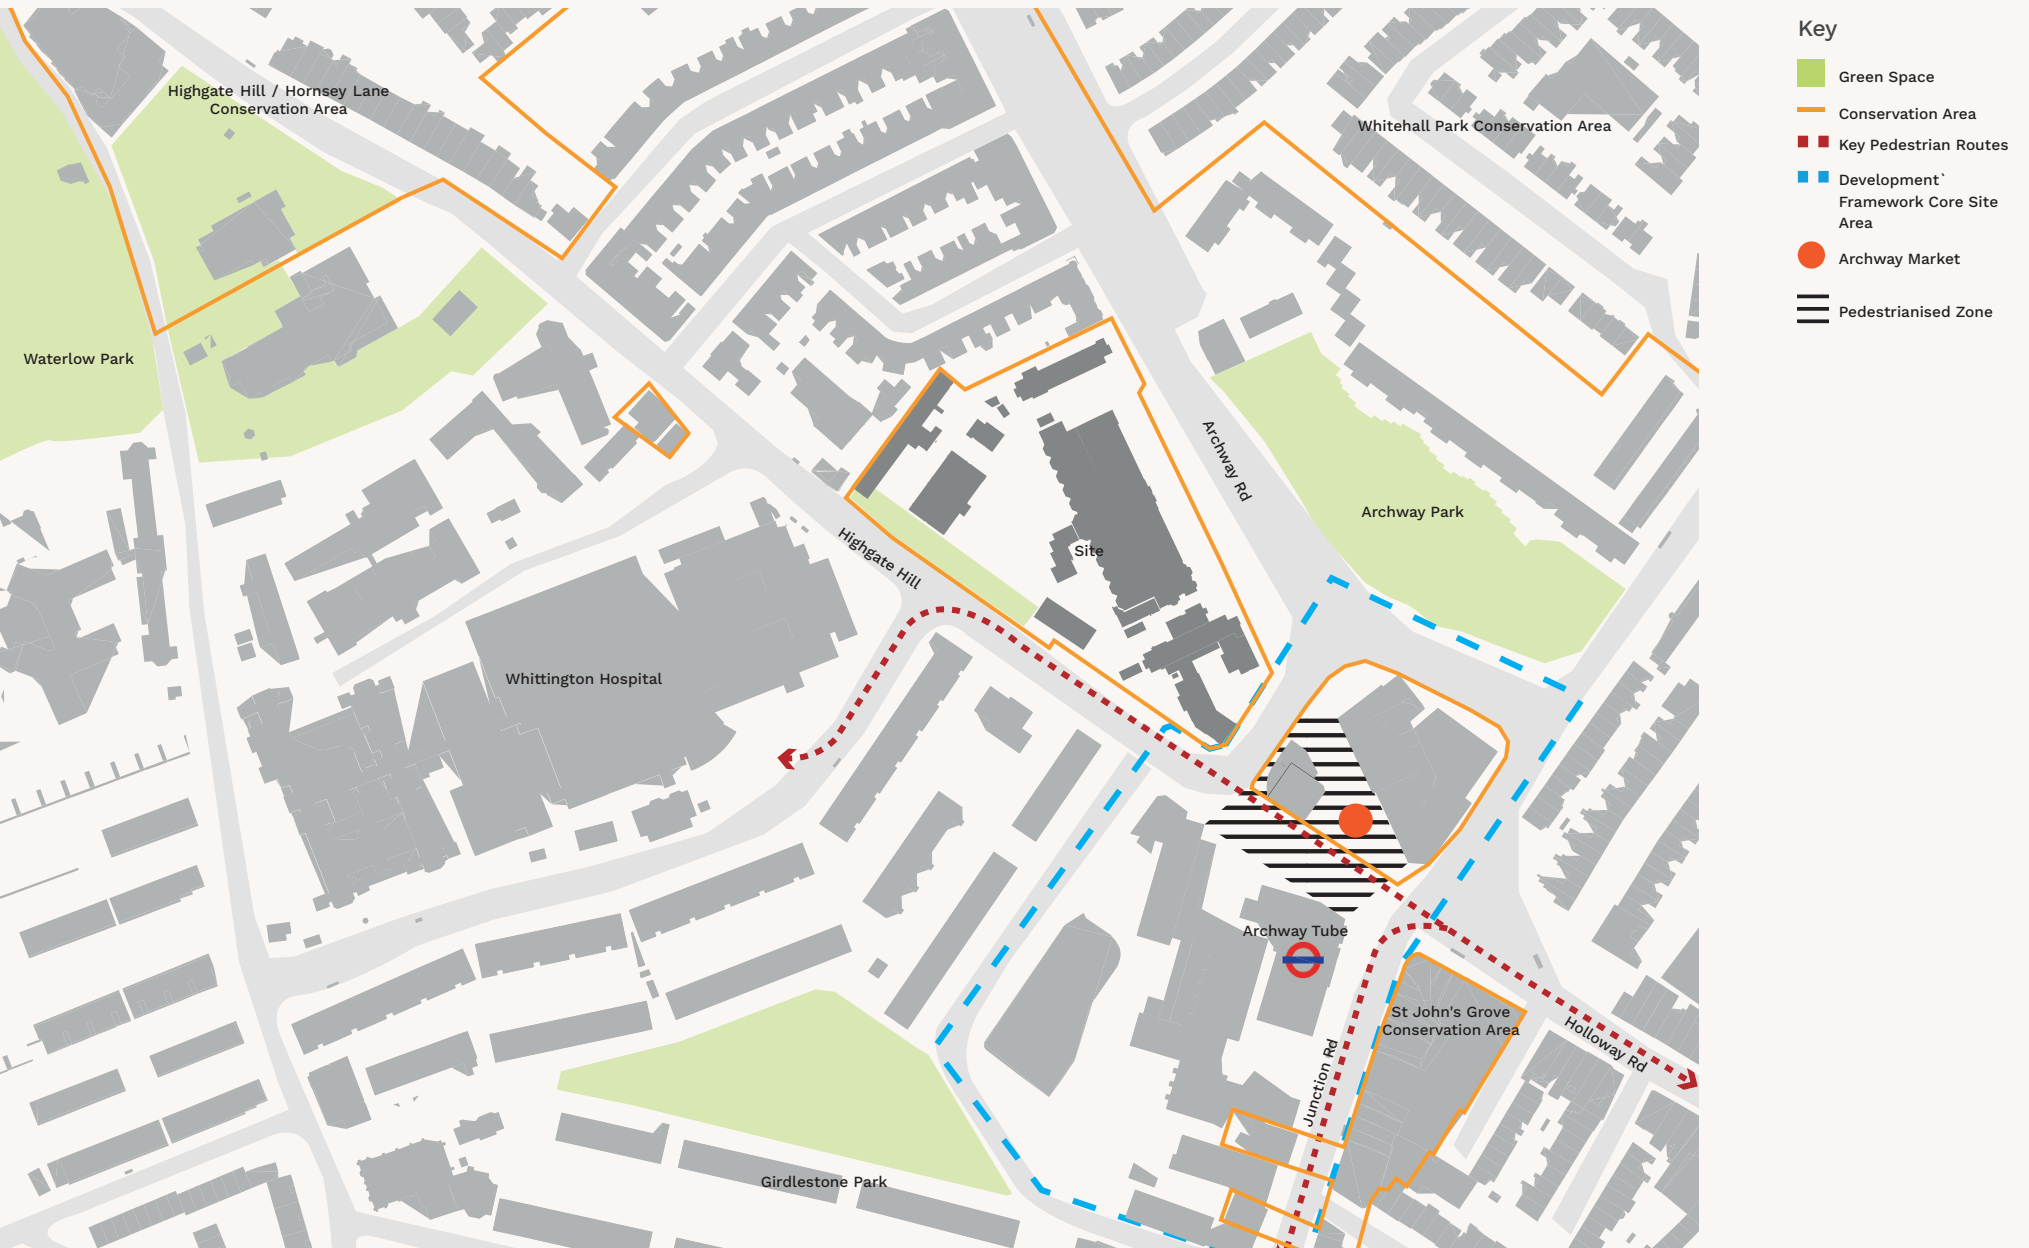 Key
Green Space
Conservation Area
Key Pedestrian Routes
Development`
Framework Core Site
Area
Archway Market
Pedestrianised Zone
Highgate Hill / Hornsey Lane
Conservation Area
Whitehall Park Conservation Area
Waterlow Park
Archway Rd
Archway Park
Highgate Hill
Site
Whittington Hospital
Archway Tube
St John's Grove
Conservation Area
Holloway Rd
Junction Rd
Girdlestone Park